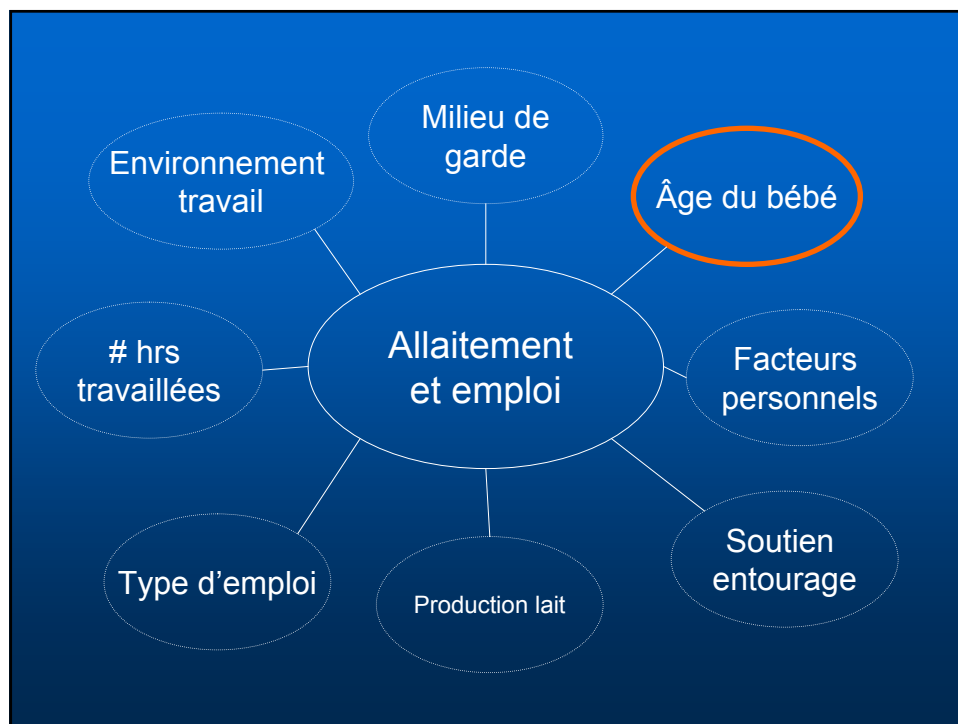 Milieu de
garde
Environnement
travail
Âge du bébé
# hrs
travaillées
Allaitement
et emploi
Facteurs
personnels
Type d’emploi
Production lait
Soutien
entourage